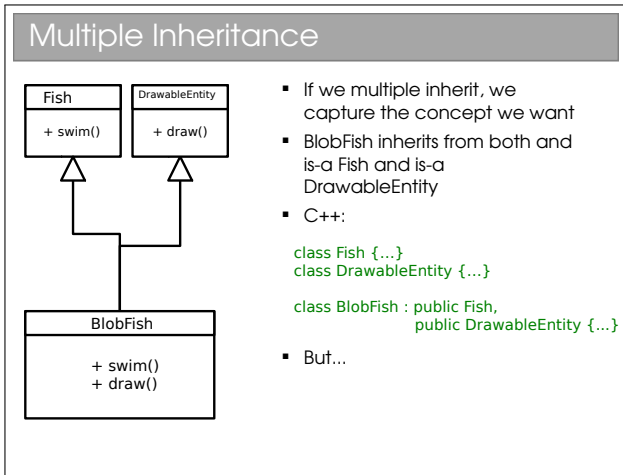 Multiple Inheritance
Fish
+ swim()
DrawableEntity
+ draw()
BlobFish
+ swim()
+ draw()
▪ If we multiple inherit, we
capture the concept we want
▪ BlobFish inherits from both and
is-a Fish and is-a
DrawableEntity
▪ C++:
class Fish {…}
class DrawableEntity {…}
class BlobFish : public Fish,
public DrawableEntity {...}
▪ But...